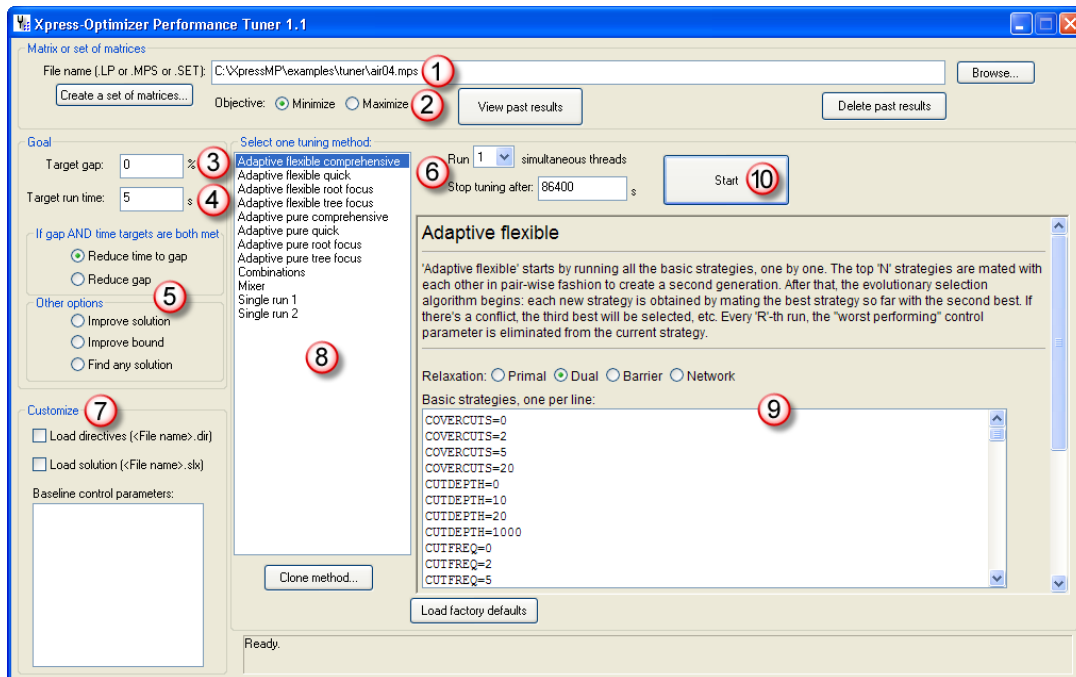 Xpress-Optimizer Performance Tuner 1.1
Matrix or set of matrices
File name (.LP or .MPS or .SET): C:\XpressMP\examples\tuner\air04.mps 1 Browse...
Create a set of matrices... Objective: Minimize Maximize 2 View past results Delete past results
Goal
Target gap: 0 % 3
Target run time: 5 s 4
If gap AND time targets are both met
Reduce time to gap
Reduce gap
5
Other options
Improve solution
Improve bound
Find any solution
Customize 7
Load directives (<File name>.dir)
Load solution (<File name>.slx)
Baseline control parameters:
Select one tuning method:
Adaptive flexible comprehensive
Adaptive flexible quick
Adaptive flexible root focus
Adaptive flexible tree focus
Adaptive pure comprehensive
Adaptive pure quick
Adaptive pure root focus
Adaptive pure tree focus
Combinations
Mixer
Single run 1
Single run 2
8
Clone method...
6 Run 1 simultaneous threads
Stop tuning after: 86400 s
Start 10
Adaptive flexible
'Adaptive flexible' starts by running all the basic strategies, one by one. The top 'N' strategies are mated with
each other in pair-wise fashion to create a second generation. After that, the evolutionary selection
algorithm begins: each new strategy is obtained by mating the best strategy so far with the second best. If
there's a conflict, the third best will be selected, etc. Every 'R'-th run, the "worst performing" control
parameter is eliminated from the current strategy.
Relaxation: Primal Dual Barrier Network
Basic strategies, one per line:
9
COVERCUTS=0
COVERCUTS=2
COVERCUTS=5
COVERCUTS=20
CUTDEPTH=0
CUTDEPTH=10
CUTDEPTH=20
CUTDEPTH=1000
CUTFREQ=0
CUTFREQ=2
CUTFREQ=5
Load factory defaults
Ready.